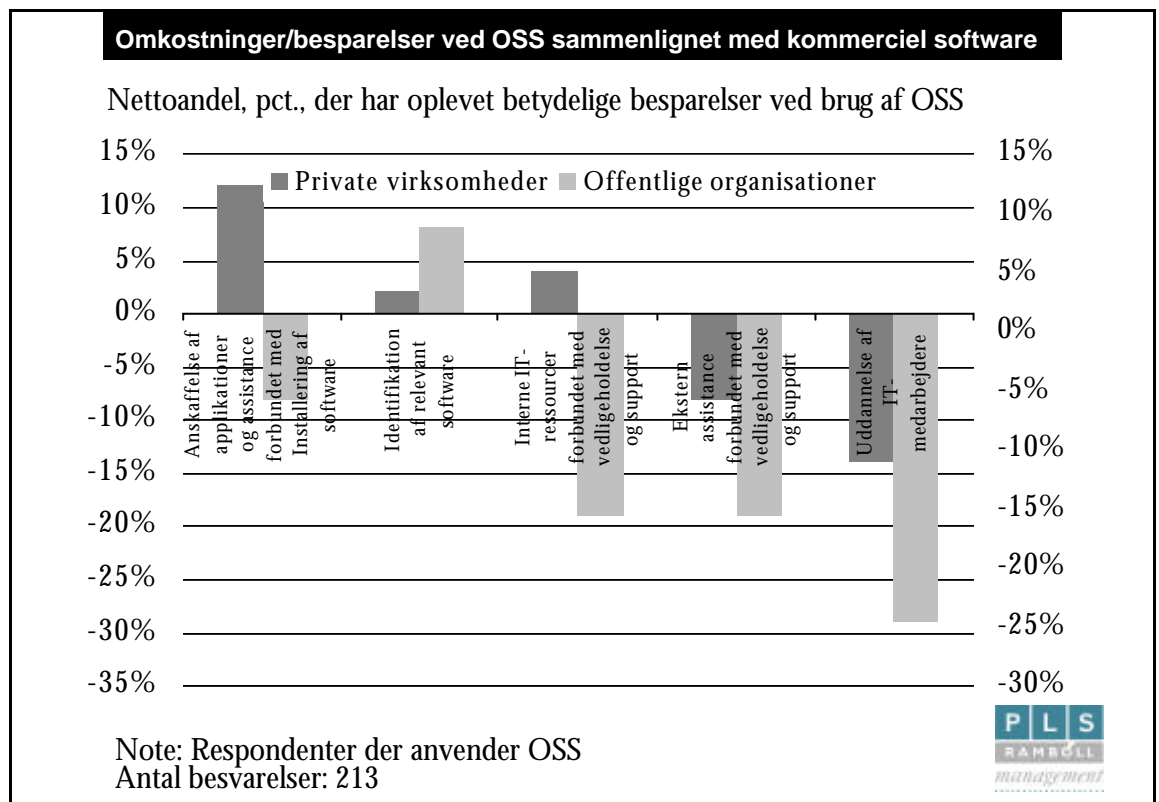 Omkostninger/besparelser ved OSS sammenlignet med kommerciel software
Nettoandel, pct., der har oplevet betydelige besparelser ved brug af OSS
15%
10%
5%
0%
-5%
-10%
-15%
-20%
-25%
-30%
-35%
Private virksomheder
Offentlige organisationer
15%
10%
5%
0%
-5%
-10%
-15%
-20%
-25%
-30%
Anskaffelse af
applikationer
og assistance
forbundet med
Installering af
software
Identifikation
af relevant
software
Interne IT-
ressourcer
forbundet med
vedligeholdelse
og support
Ekstern
assistance
forbundet med
vedligeholdelse
og support
Uddannelse af
IT-
medarbejdere
Note: Respondenter der anvender OSS
Antal besvarelser: 213
PLS
RAMBØLL
management